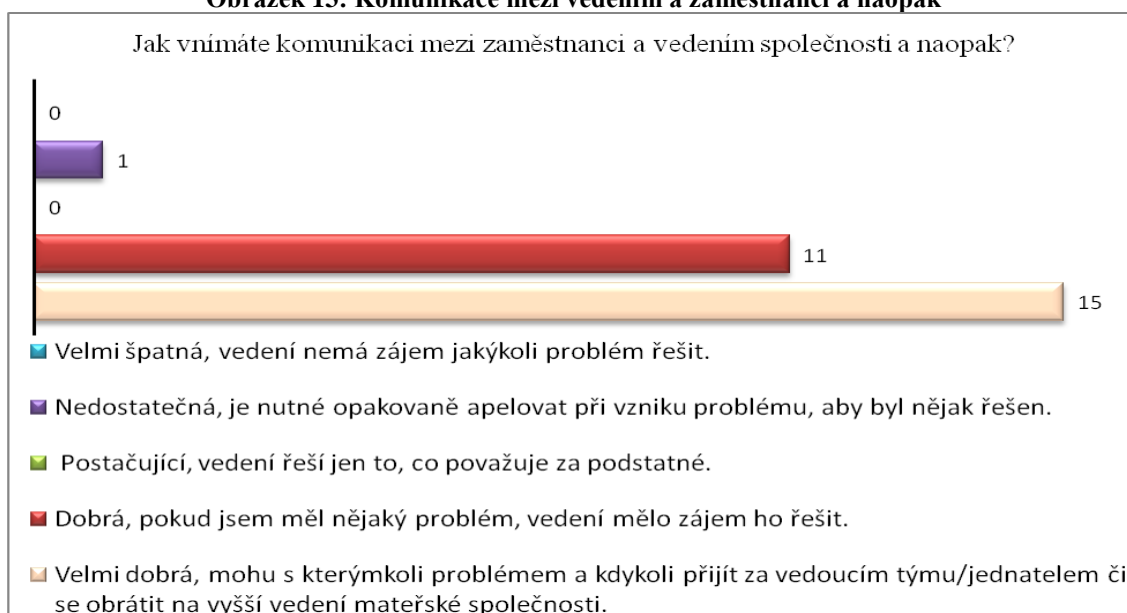 Obrázek 13: Komunikace mezi vedením a zaměstnanci a naopak
Jak vnímáte komunikaci mezi zaměstnanci a vedením společnosti a naopak?
0
1
0
11
15
Velmi špatná, vedení nemá zájem jakýkoli problém řešit.
Nedostatečná, je nutné opakovaně apelovat při vzniku problému, aby byl nějak řešen.
Postačující, vedení řeší jen to, co považuje za podstatné.
Dobrá, pokud jsem měl nějaký problém, vedení mělo zájem ho řešit.
Velmi dobrá, mohu s kterýmkoli problémem a kdykoli přijít za vedoucím týmu/jednatelem či
se obrátit na vyšší vedení mateřské společnosti.